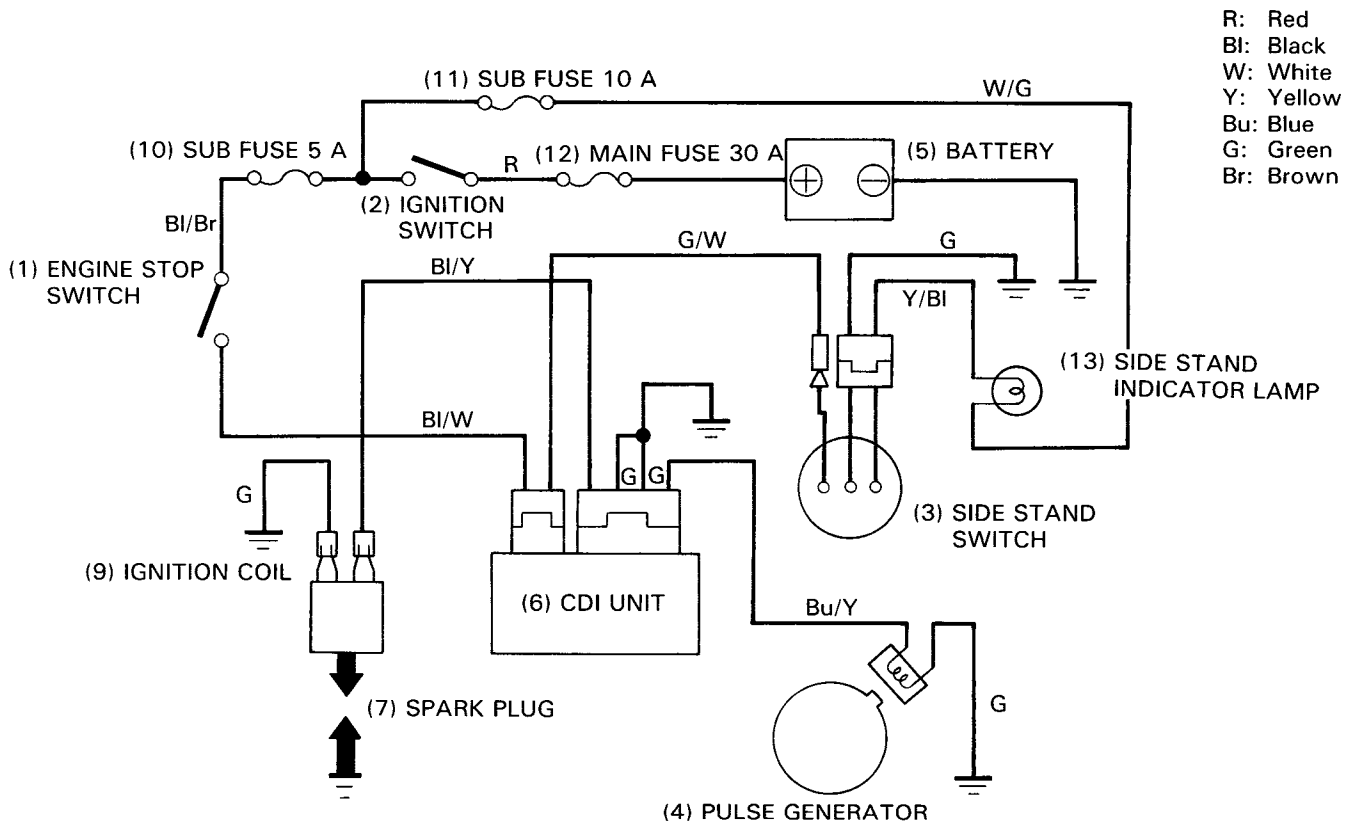 R: Red
Bl: Black
W: White
Y: Yellow
Bu: Blue
G: Green
Br: Brown
(11) SUB FUSE 10 A
W/G
(10) SUB FUSE 5 A
R
(12) MAIN FUSE 30 A
(5) BATTERY
(2) IGNITION
SWITCH
Bl/Br
G/W
G
(1) ENGINE STOP
SWITCH
Bl/Y
Y/Bl
(13) SIDE STAND
INDICATOR LAMP
Bl/W
G
G
G
(3) SIDE STAND
SWITCH
(9) IGNITION COIL
(6) CDI UNIT
Bu/Y
(7) SPARK PLUG
G
(4) PULSE GENERATOR